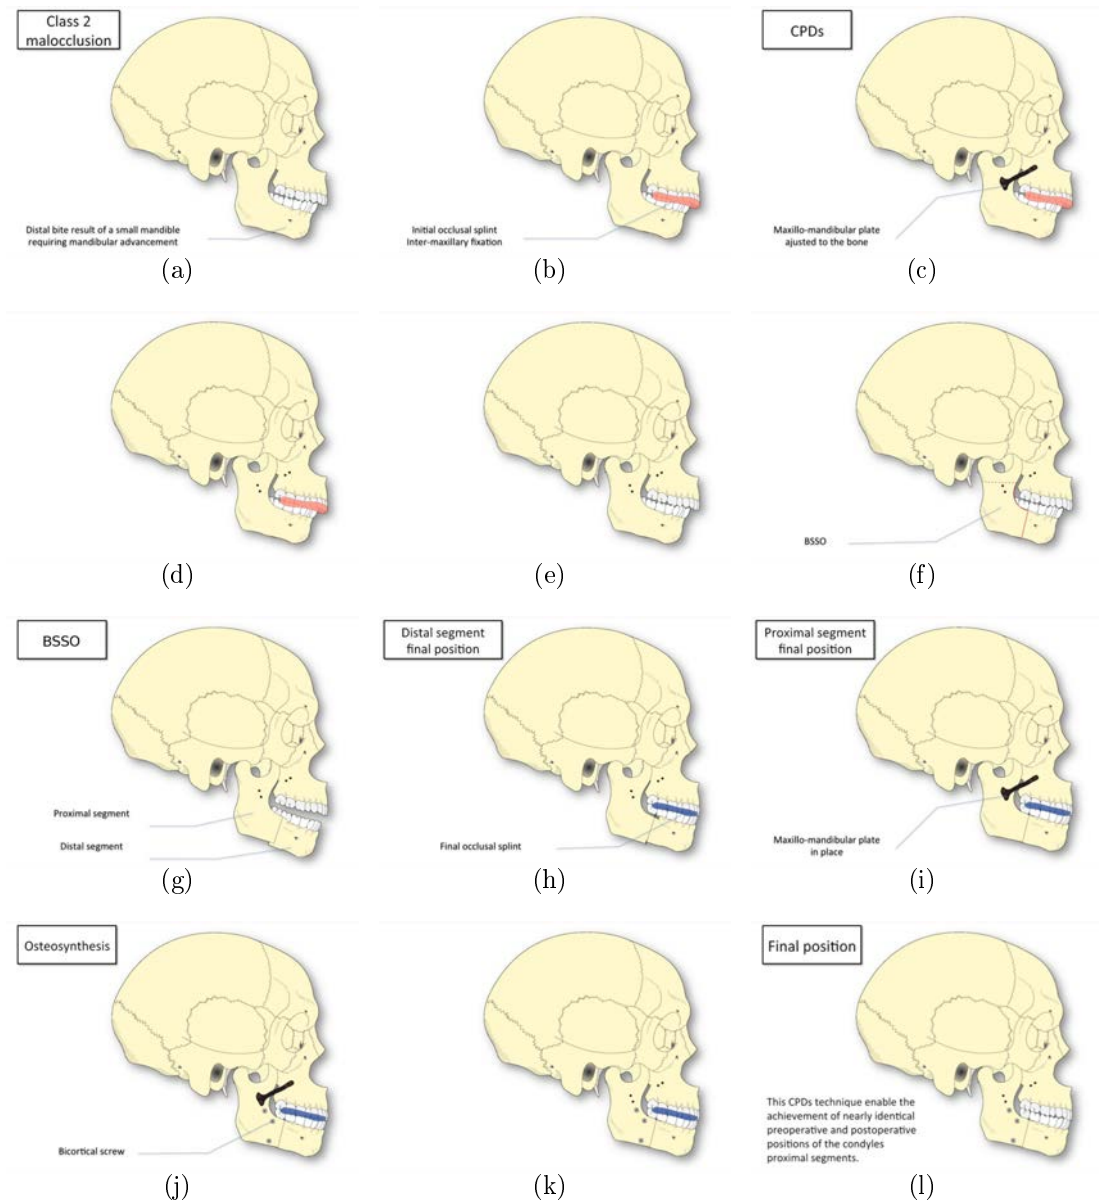 Class 2
malocclusion
Distal bite result of a small mandible
requiring mandibular advancement
(a)
Initial occlusal splint
Inter-maxillary fixation
(b)
CPDs
Maxillo-mandibular plate
ajusted to the bone
(c)
(d)
(e)
BSSO
(f)
BSSO
Proximal segment
Distal segment
(g)
Distal segment
final position
Final occlusal splint
(h)
Proximal segment
final position
Maxillo-mandibular plate
in place
(i)
Osteosynthesis
Bicortical screw
(j)
(k)
Final position
This CPDs technique enable the
achievement of nearly identical
preoperative and postoperative
positions of the condyles
proximal segments.
(l)